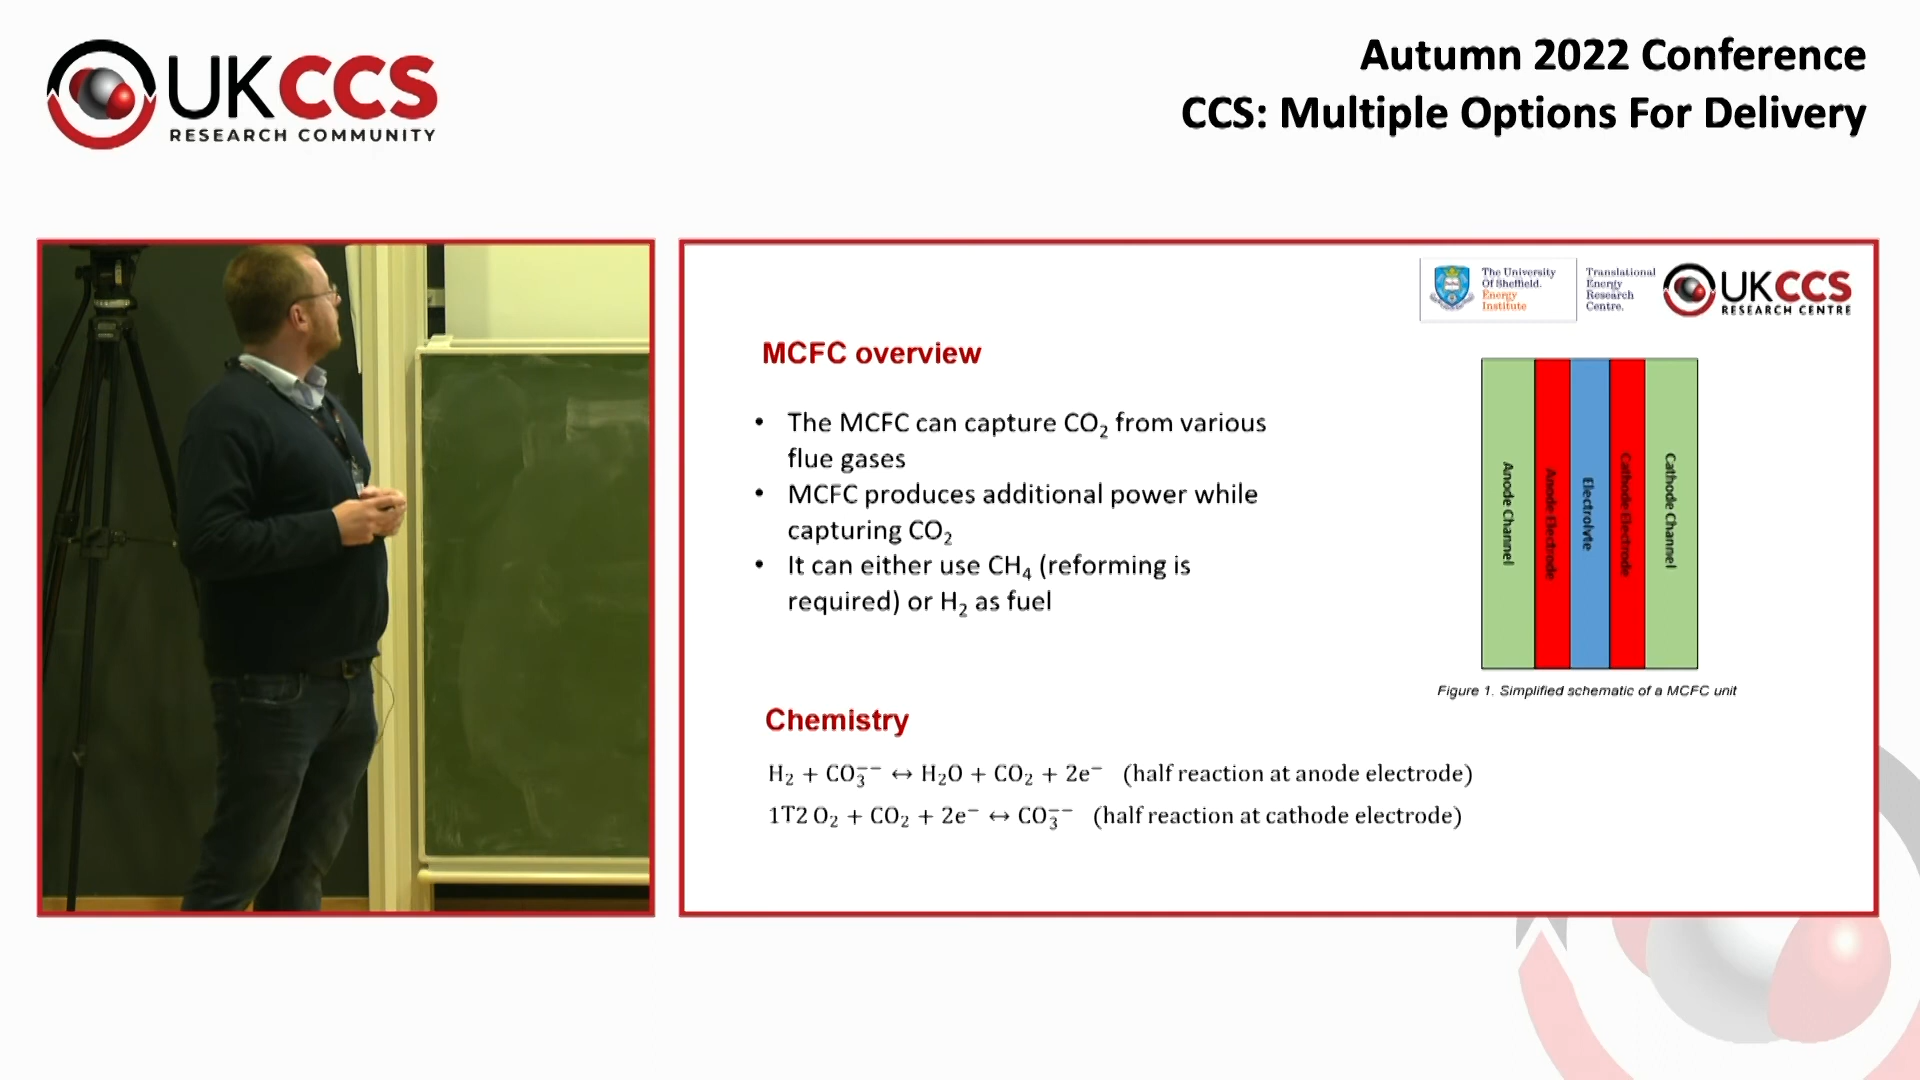 UKCCS
RESEARCH COMMUNITY
Autumn 2022 Conference
CCS: Multiple Options For Delivery
The University
Of Sheffield.
Energy
Institute
Translational
Energy
Research
Centre.
UKCCS
RESEARCH CENTRE
MCFC overview
• The MCFC can capture CO₂ from various
flue gases
• MCFC produces additional power while
capturing CO₂
• It can either use CH₄ (reforming is
required) or H₂ as fuel
Anode Channel
Anode Electrode
Electrolyte
Cathode Electrode
Cathode Channel
Figure 1. Simplified schematic of a MCFC unit
Chemistry
H₂ + CO₃⁻⁻ ↔ H₂O + CO₂ + 2e⁻ (half reaction at anode electrode)
1T2 O₂ + CO₂ + 2e⁻ ↔ CO₃⁻⁻ (half reaction at cathode electrode)